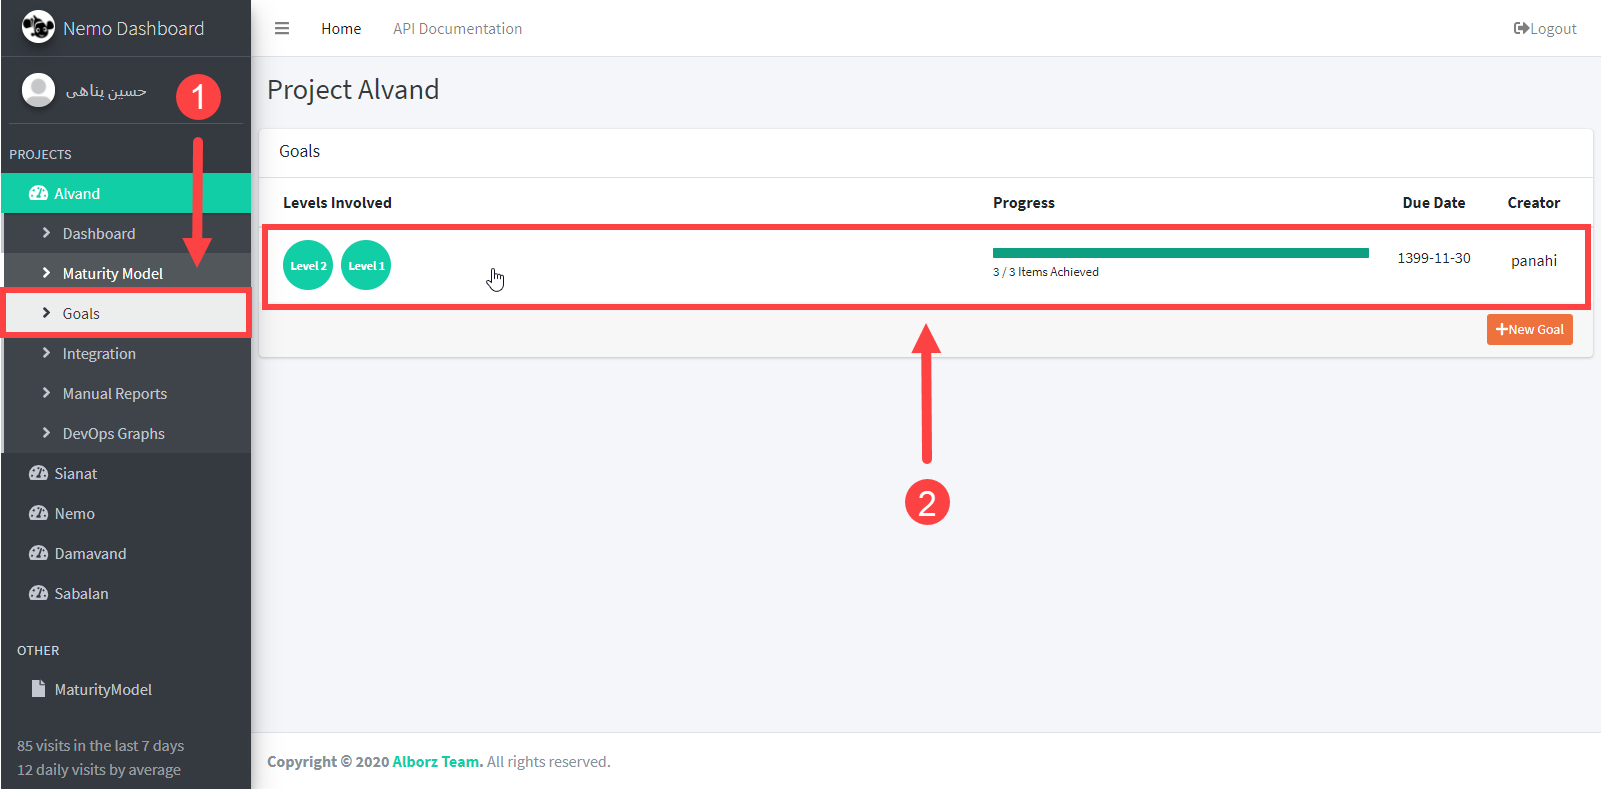 Nemo Dashboard
Home
API Documentation
Logout
حسین پناهی
1
Project Alvand
PROJECTS
Alvand
Dashboard
Maturity Model
Goals
Integration
Manual Reports
DevOps Graphs
Sianat
Nemo
Damavand
Sabalan
OTHER
MaturityModel
85 visits in the last 7 days
12 daily visits by average
Goals
Levels Involved
Progress
Due Date
Creator
Level 2
Level 1
3 / 3 Items Achieved
1399-11-30
panahi
New Goal
2
Copyright © 2020 Alborz Team. All rights reserved.